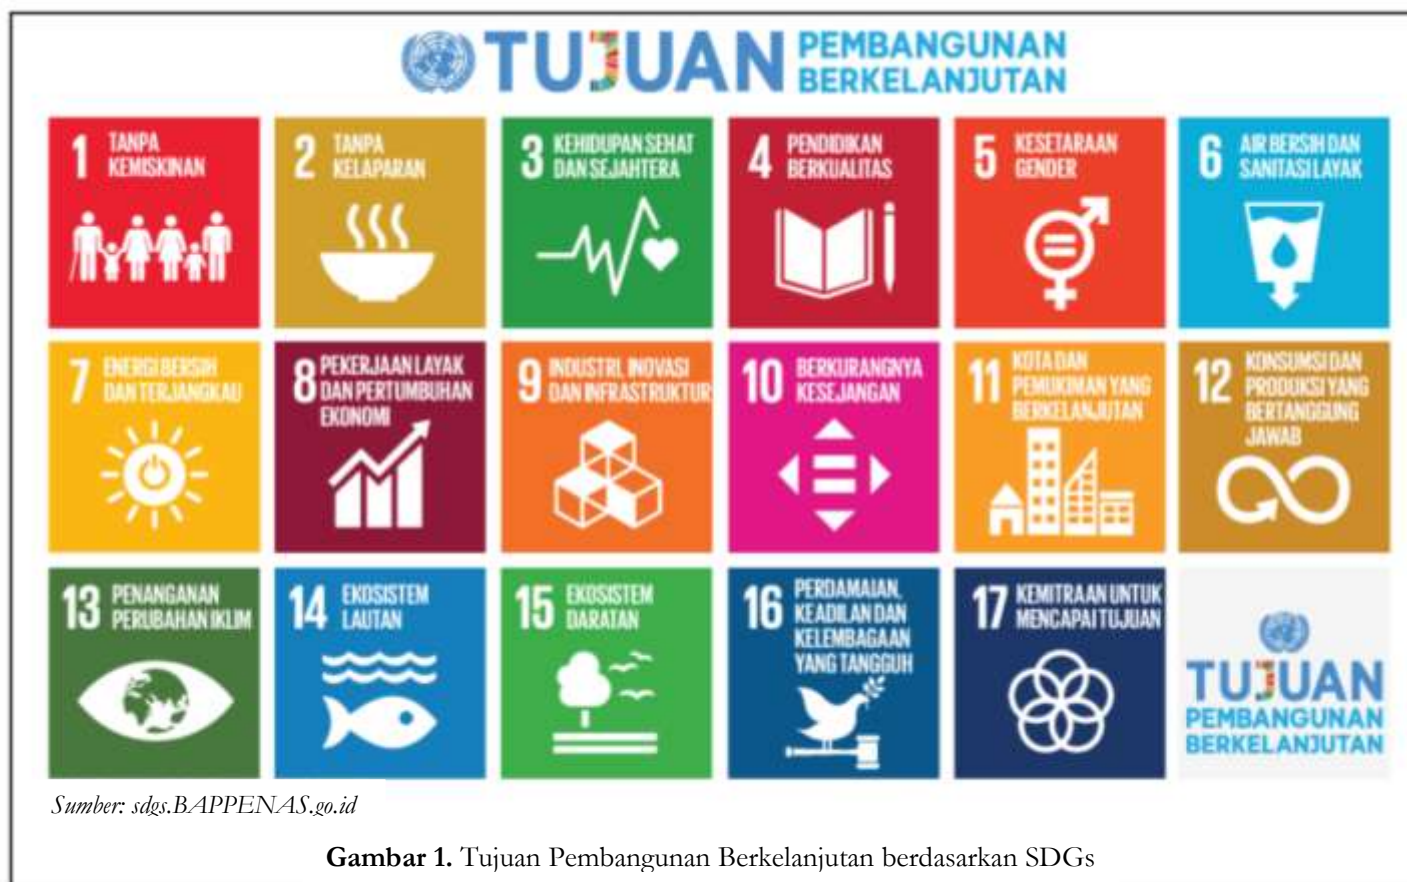 TUJUAN PEMBANGUNAN
BERKELANJUTAN
1 TANPA
KEMISKINAN
2 TANPA
KELAPARAN
3 KEHIDUPAN SEHAT
DAN SEJAHTERA
4 PENDIDIKAN
BERKUALITAS
5 KESETARAAN
GENDER
6 AIR BERSIH DAN
SANITASI LAYAK
7 ENERGI BERSIH
DAN TERJANGKAU
8 PEKERJAAN LAYAK
DAN PERTUMBUHAN
EKONOMI
9 INDUSTRI, INOVASI
DAN INFRASTRUKTUR
10 BERKURANGNYA
KESEJANGAN
11 KOTA DAN
PEMUKIMAN YANG
BERKELANJUTAN
12 KONSUMSI DAN
PRODUKSI YANG
BERTANGGUNG
JAWAB
13 PENANGANAN
PERUBAHAN IKLIM
14 EKOSISTEM
LAUTAN
15 EKOSISTEM
DARATAN
16 PERDAMAIAN,
KEADILAN DAN
KELEMBAGAAN
YANG TANGGUH
17 KEMITRAAN UNTUK
MENCAPAI TUJUAN
TUJUAN
PEMBANGUNAN
BERKELANJUTAN
Sumber: sdgs.BAPPENAS.go.id
Gambar 1. Tujuan Pembangunan Berkelanjutan berdasarkan SDGs